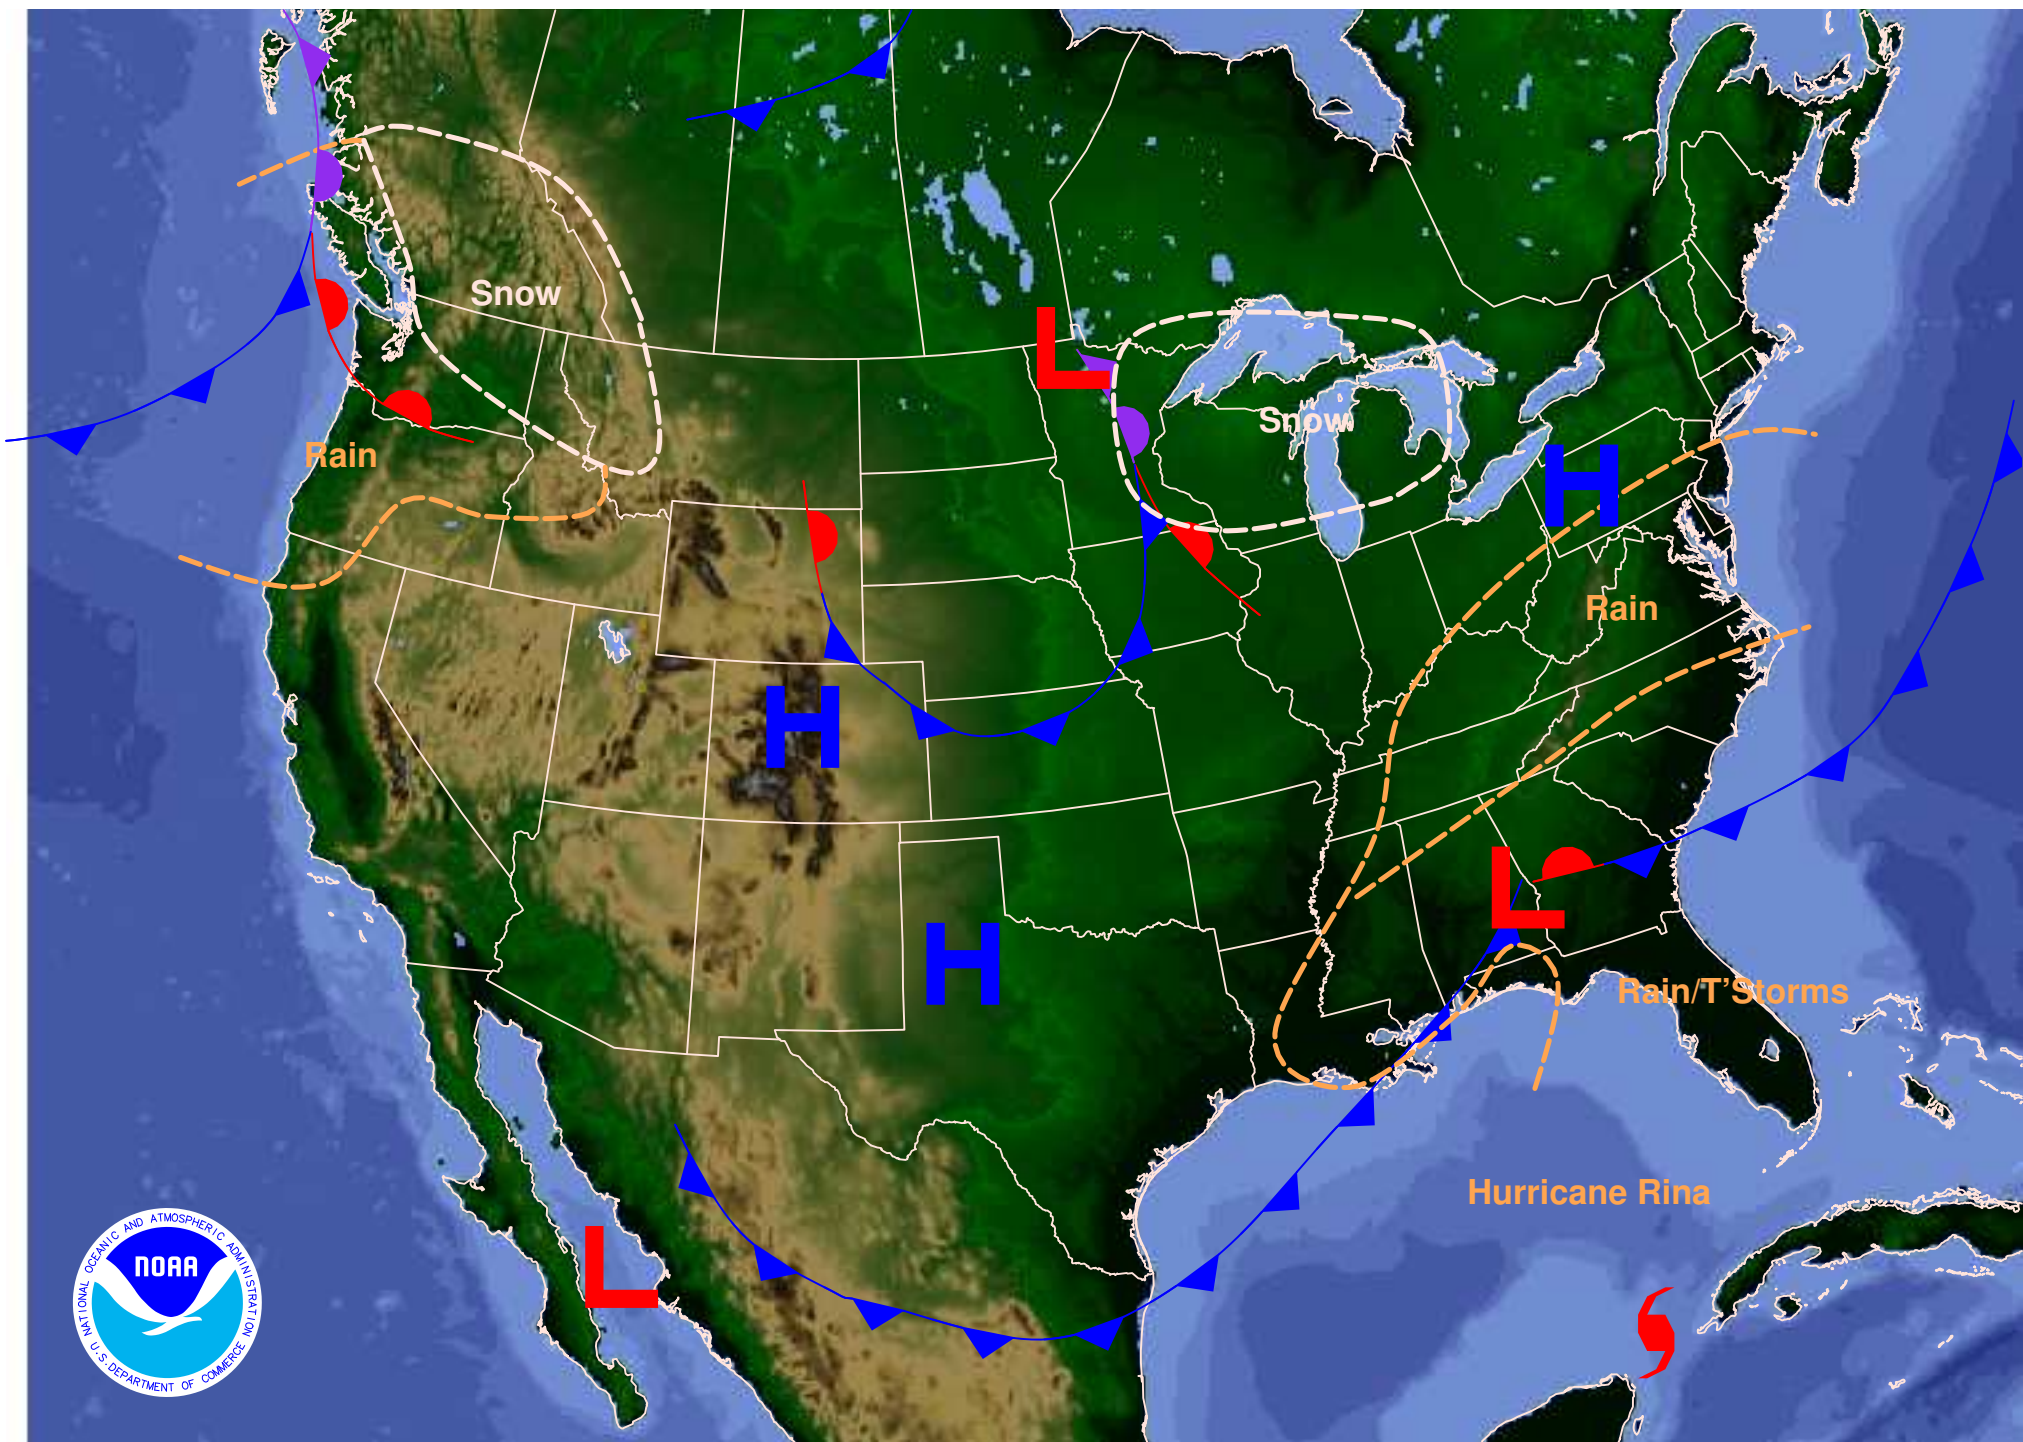 Snow
L
Snow
Rain
H
Rain
H
L
H
Rain/T'Storms
Hurricane Rina
L
NATIONAL OCEANIC AND ATMOSPHERIC ADMINISTRATION
NOAA
U.S. DEPARTMENT OF COMMERCE